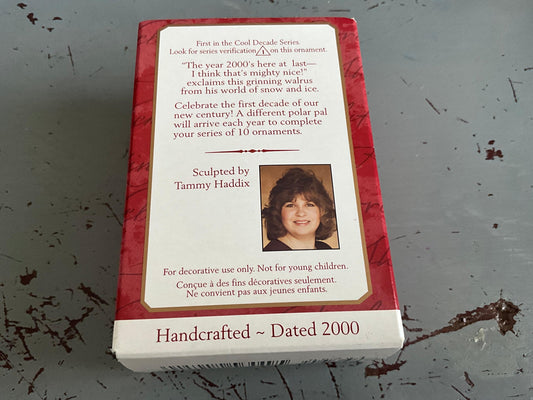 First in the Cool Decade Series.
Look for series verification 1 on this ornament.
"The year 2000's here at last—
I think that's mighty nice!"
exclaims this grinning walrus
from his world of snow and ice.
Celebrate the first decade of our
new century! A different polar pal
will arrive each year to complete
your series of 10 ornaments.
Sculpted by
Tammy Haddix
For decorative use only. Not for young children.
Conçue à des fins décoratives seulement.
Ne convient pas aux jeunes enfants.
Handcrafted ~ Dated 2000